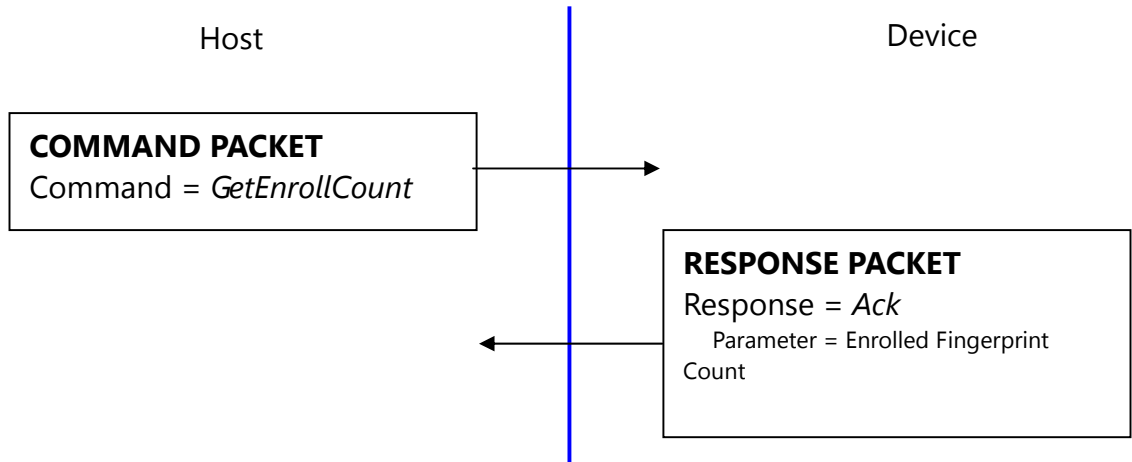 Host
Device
COMMAND PACKET
Command = GetEnrollCount
RESPONSE PACKET
Response = Ack
Parameter = Enrolled Fingerprint
Count